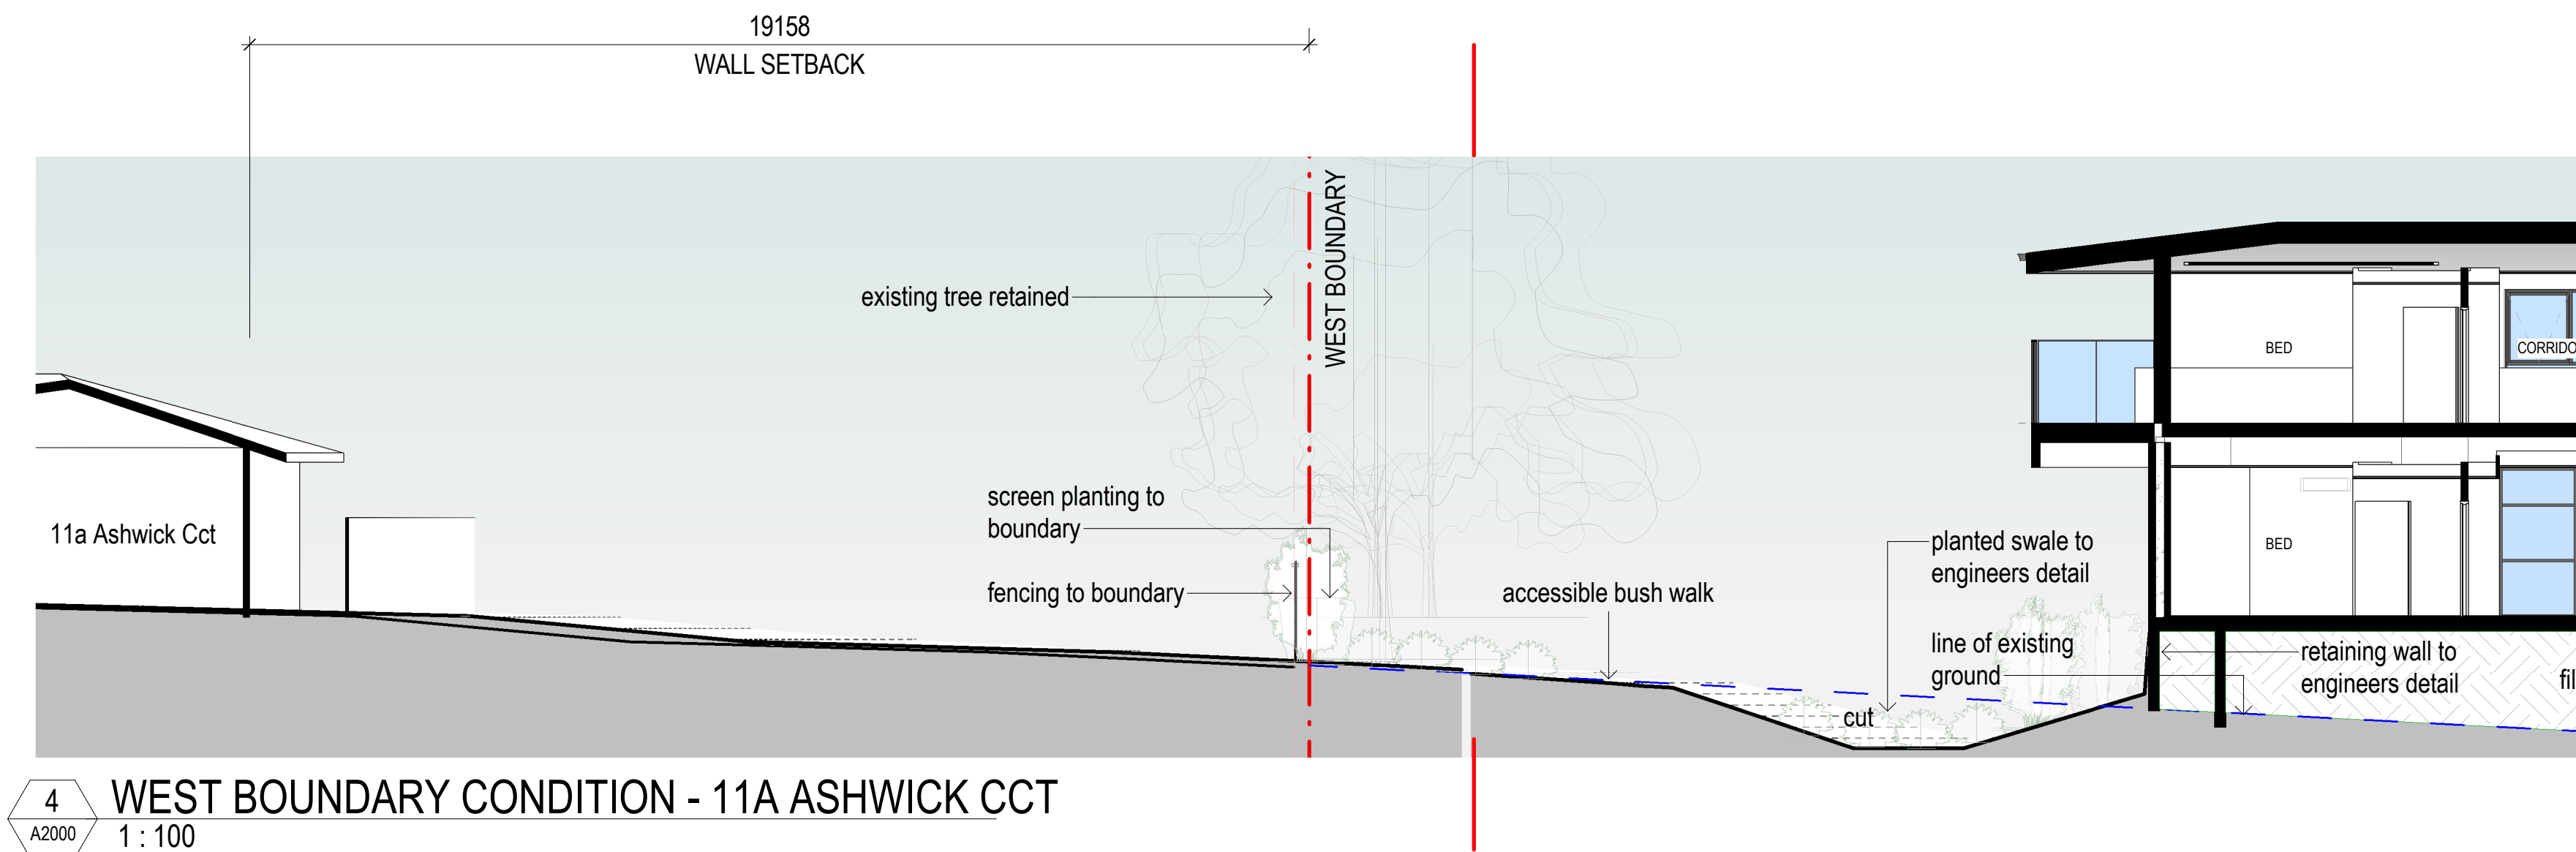 19158
WALL SETBACK
WEST BOUNDARY
existing tree retained
BED
CORRIDO
screen planting to
boundary
11a Ashwick Cct
fencing to boundary
accessible bush walk
planted swale to
engineers detail
BED
line of existing
ground
retaining wall to
engineers detail
fil
cut
4
A2000
WEST BOUNDARY CONDITION - 11A ASHWICK CCT
1 : 100